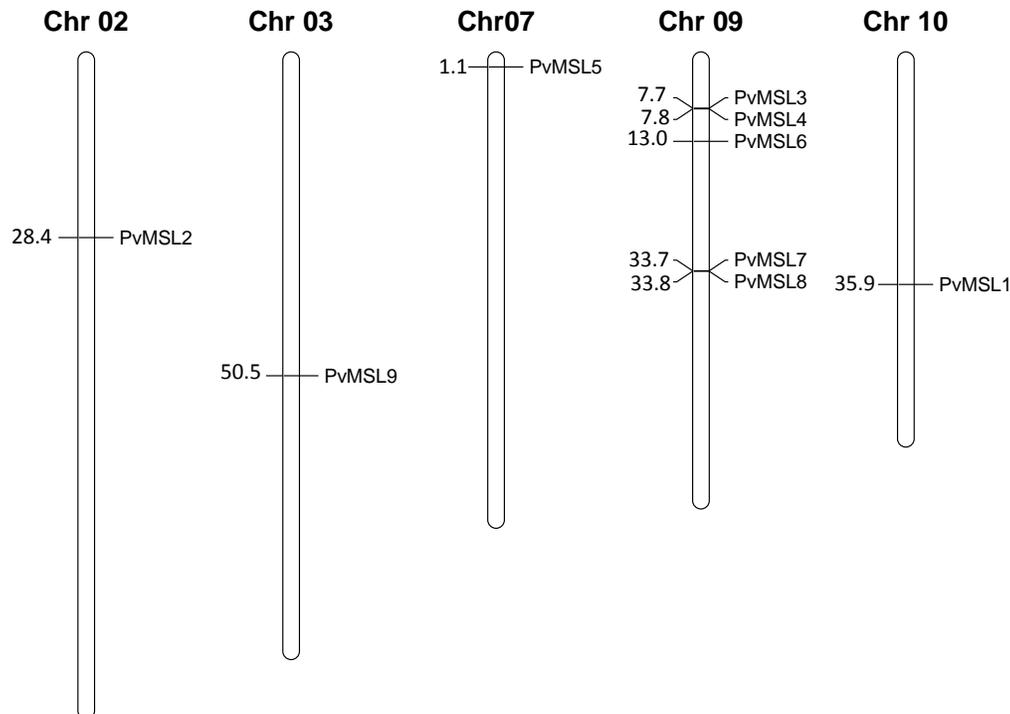 Chr 02
Chr 03
Chr07
Chr 09
Chr 10
1.1
PvMSL5
7.7
PvMSL3
7.8
PvMSL4
13.0
PvMSL6
28.4
PvMSL2
33.7
PvMSL7
33.8
PvMSL8
35.9
PvMSL1
50.5
PvMSL9